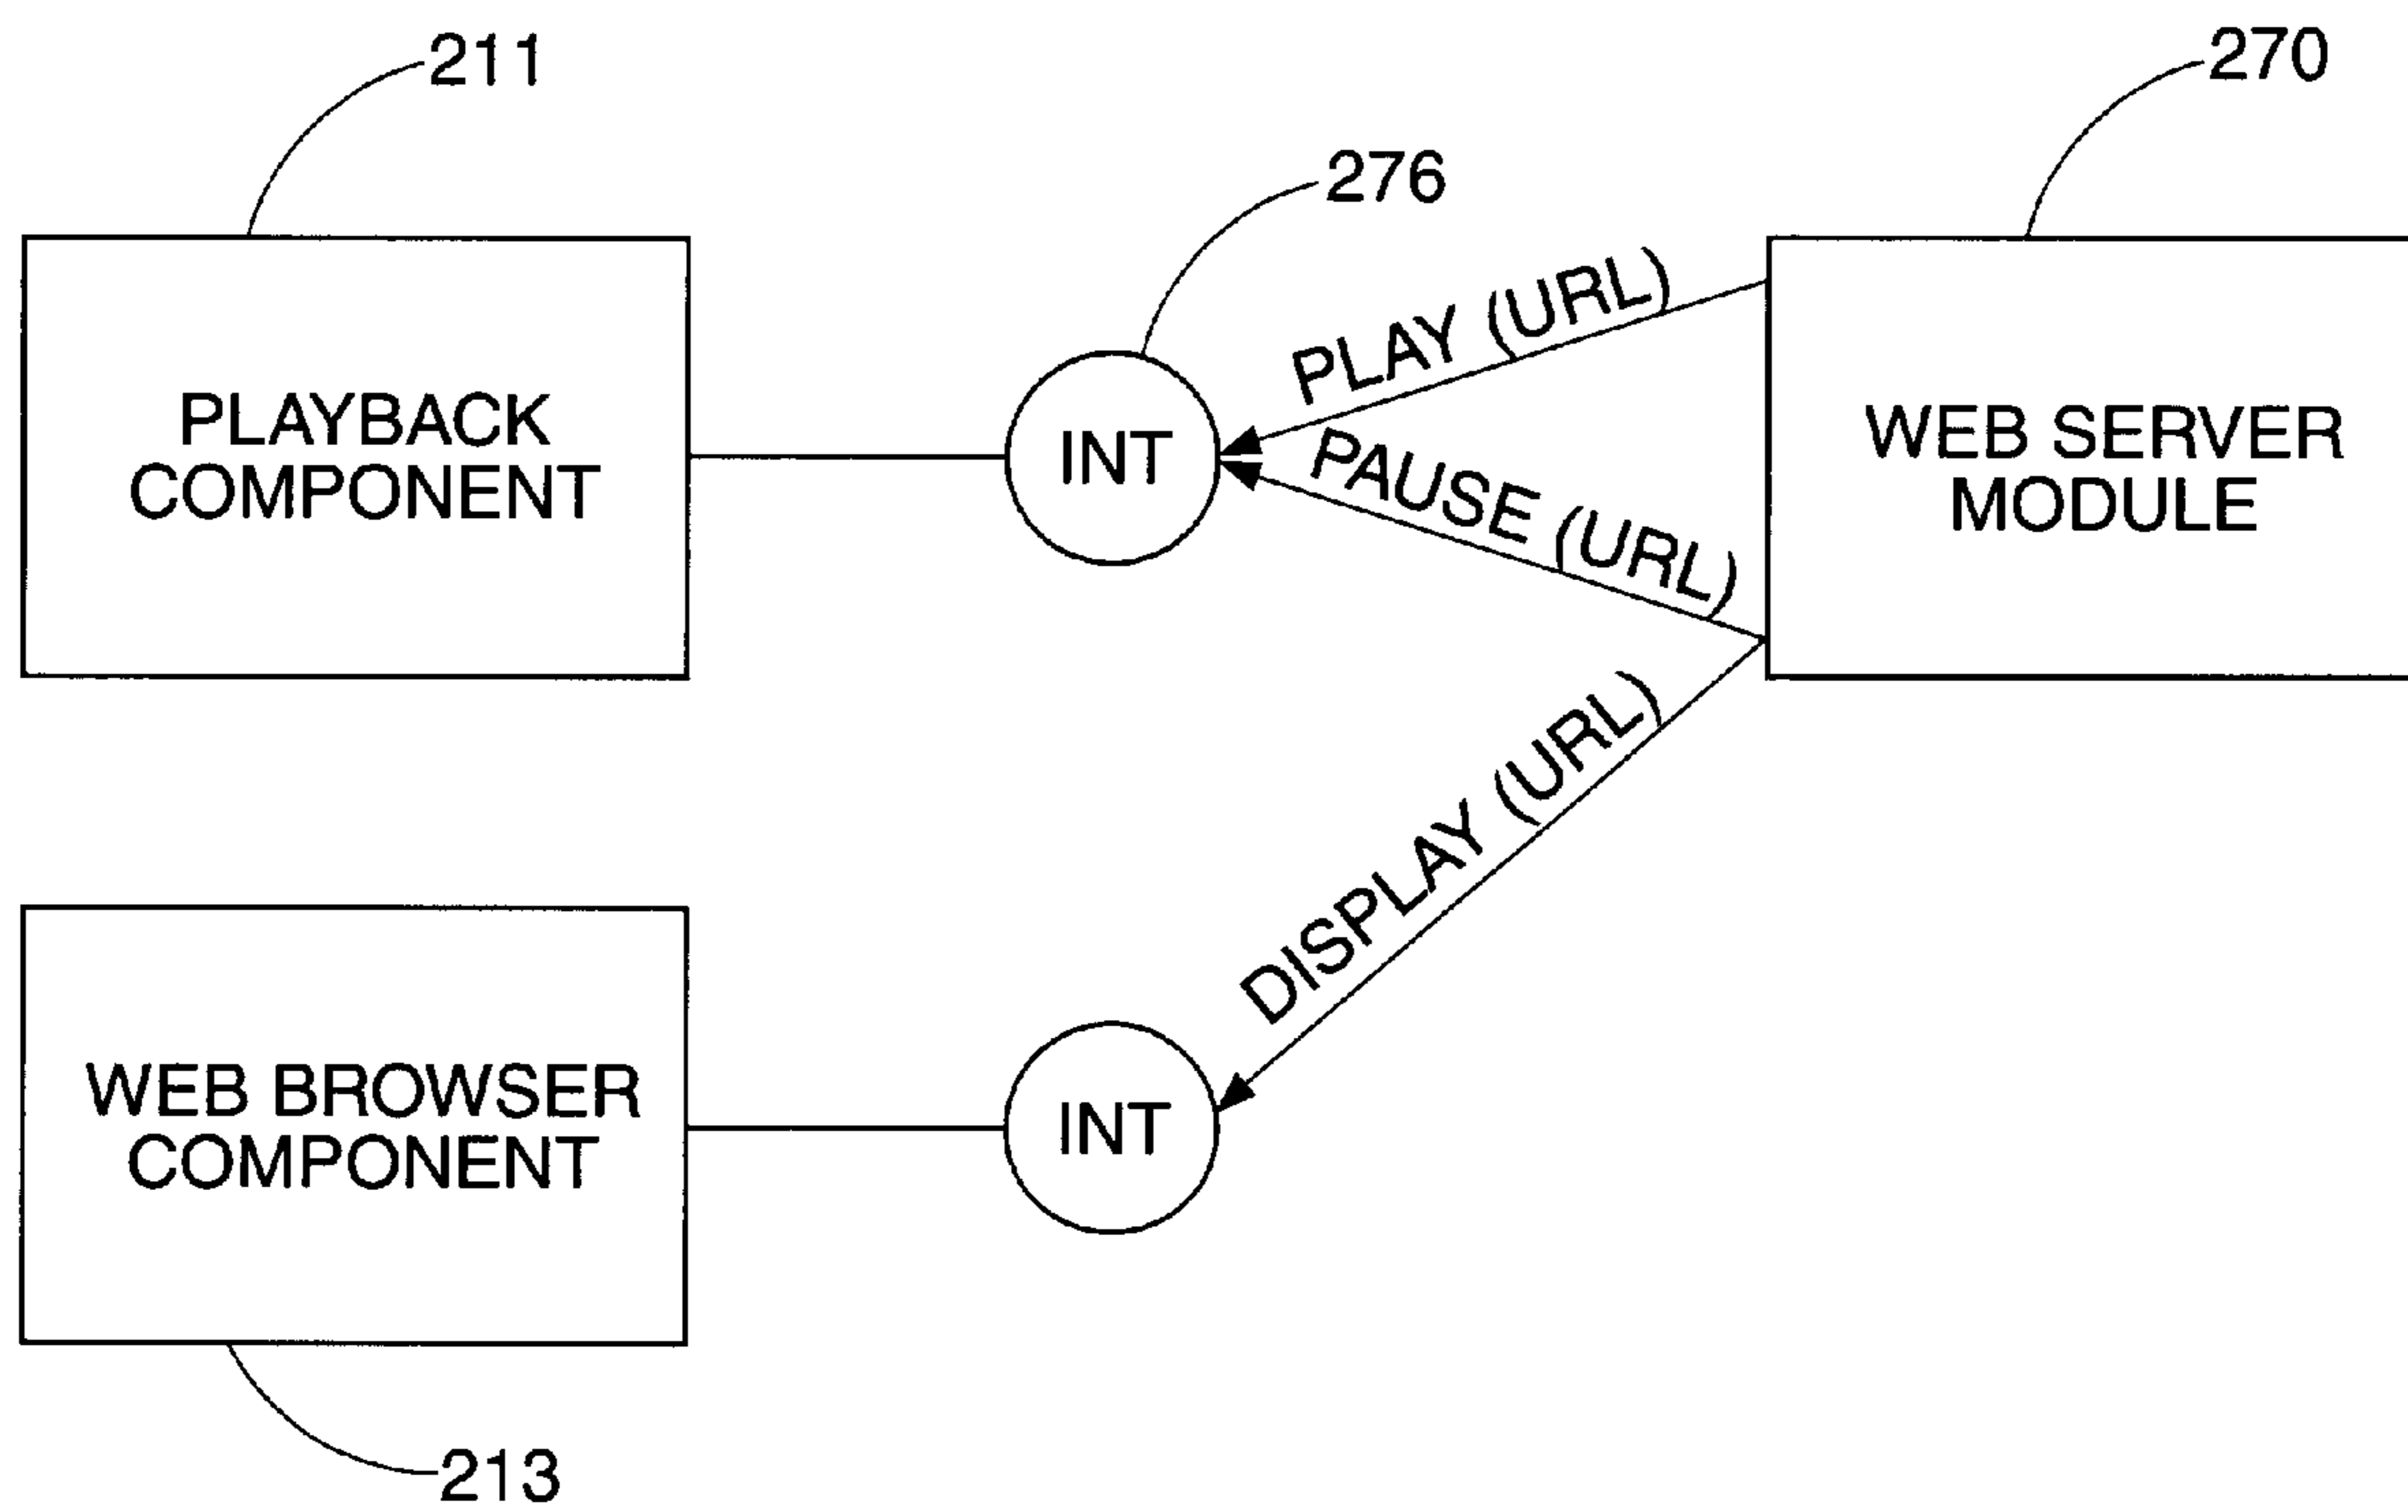 211
270
276
PLAYBACK
COMPONENT
INT
PLAY (URL)
PAUSE (URL)
WEB SERVER
MODULE
DISPLAY (URL)
WEB BROWSER
COMPONENT
INT
213